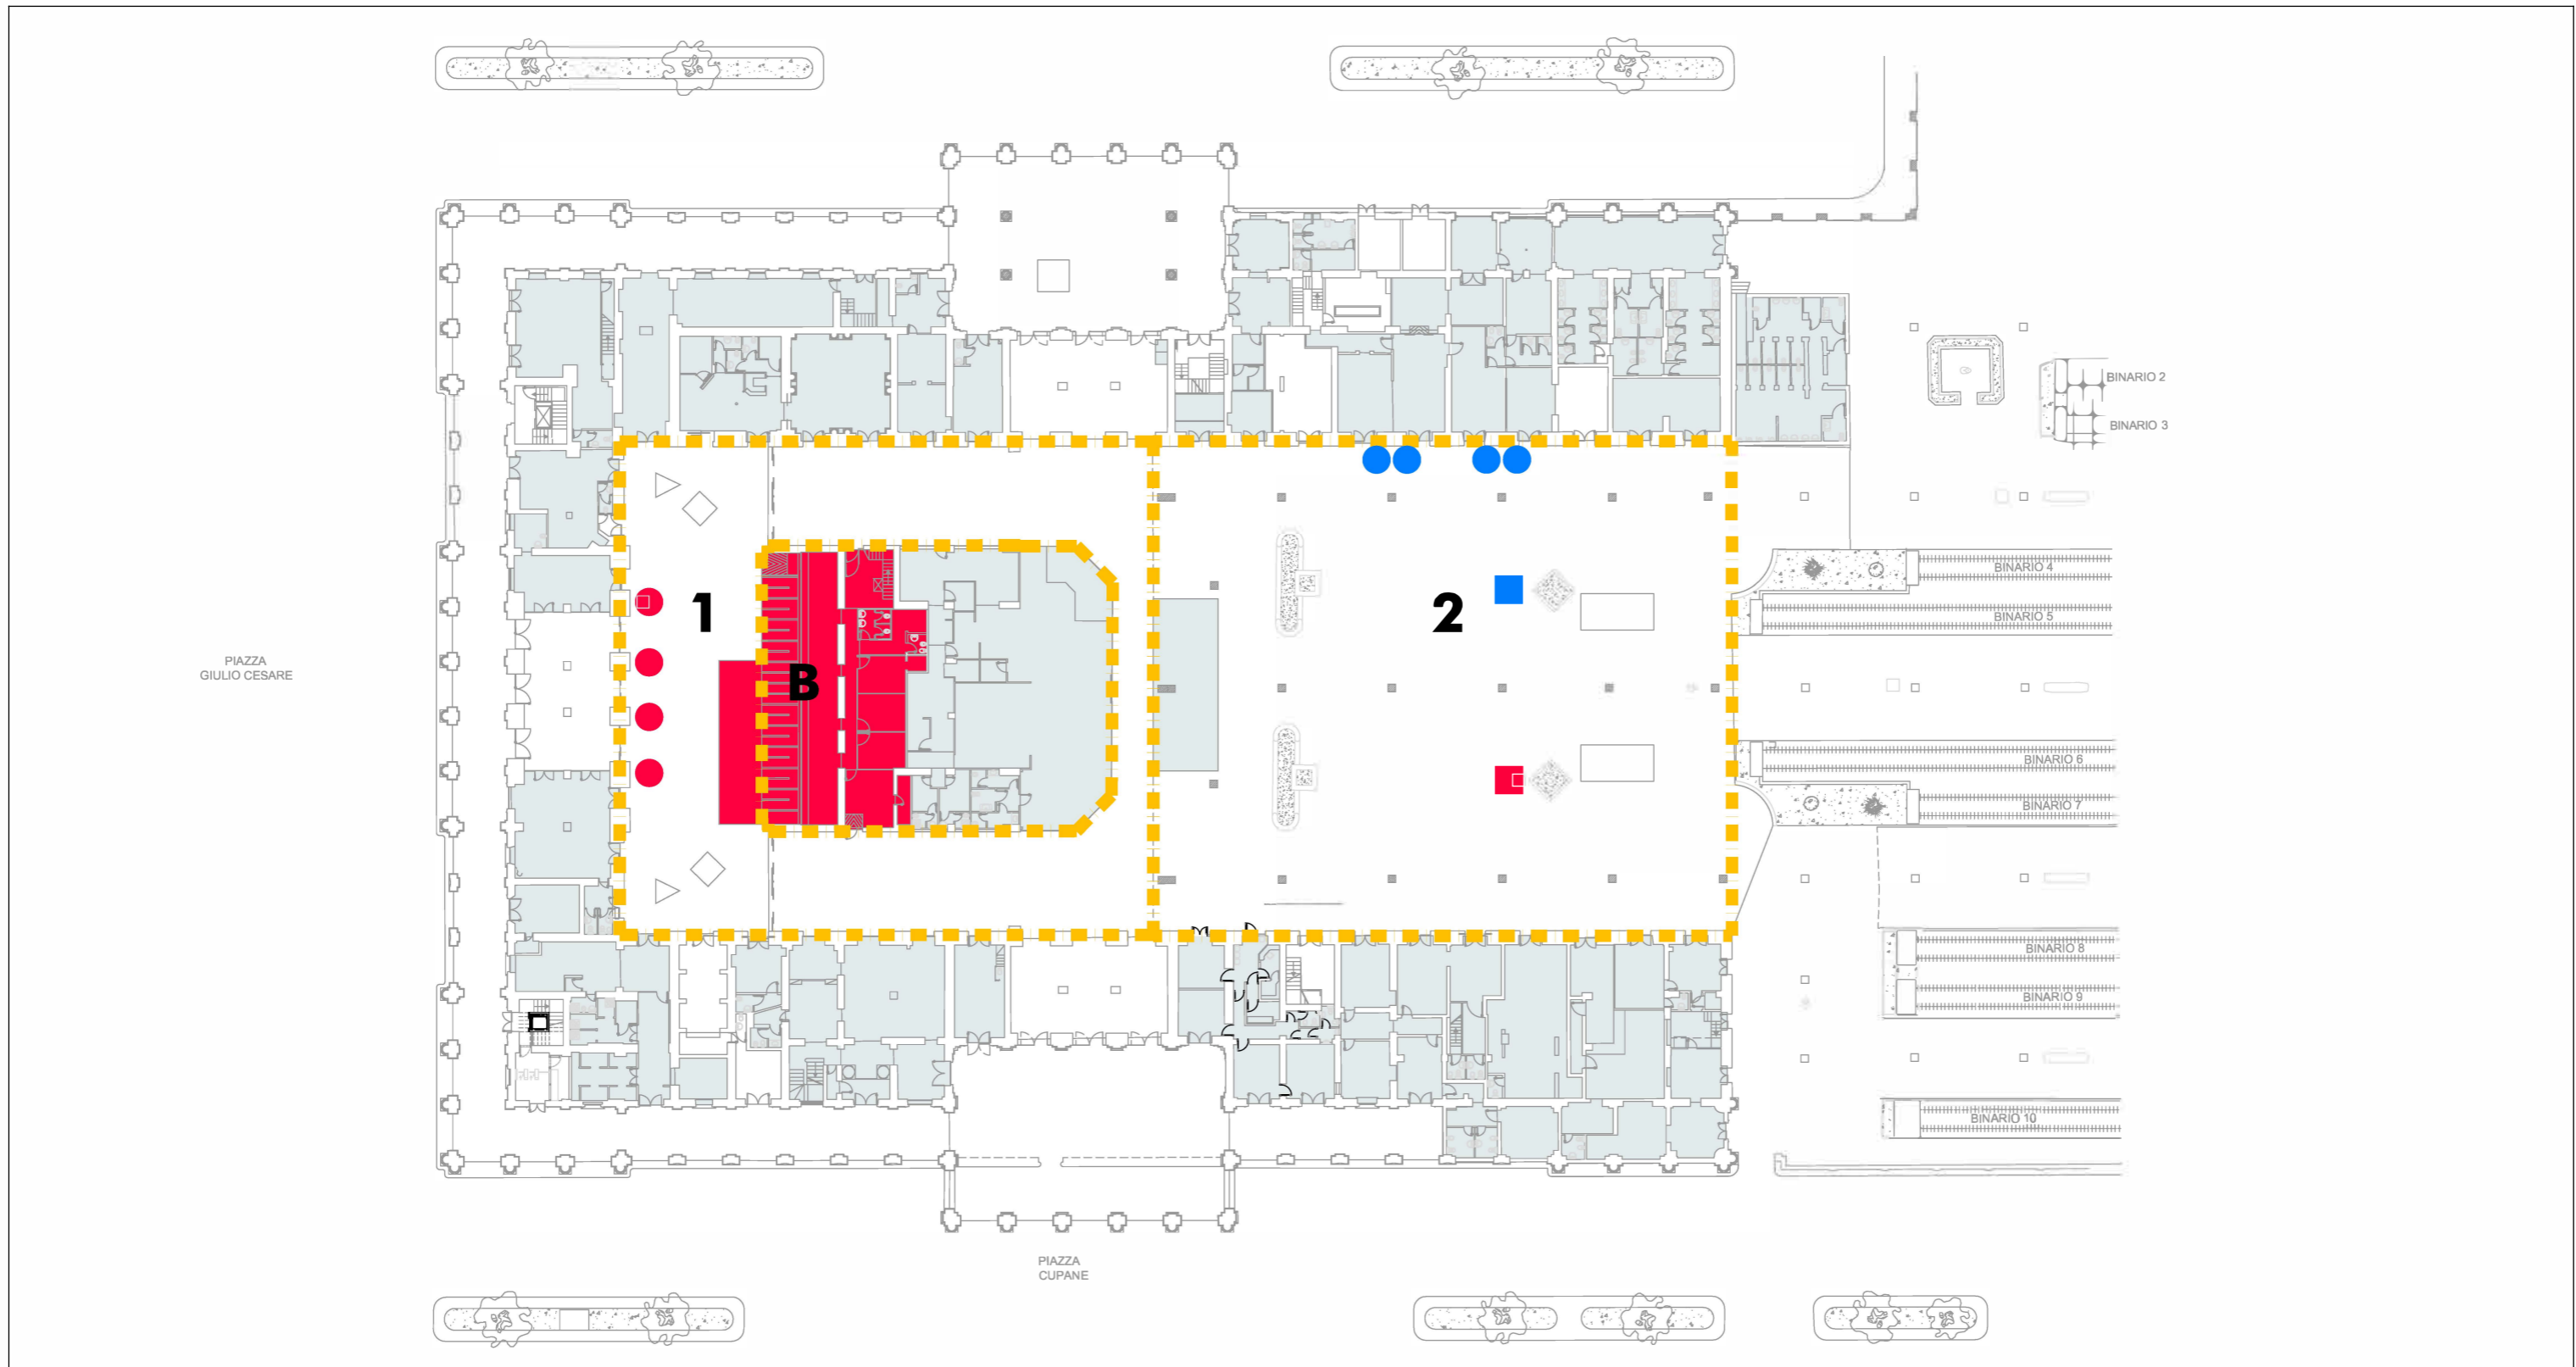 BINARIO 2
BINARIO 3
BINARIO 4
1
2
BINARIO 5
PIAZZA
GIULIO CESARE
B
BINARIO 6
BINARIO 7
BINARIO 8
BINARIO 9
BINARIO 10
PIAZZA
CUPANE